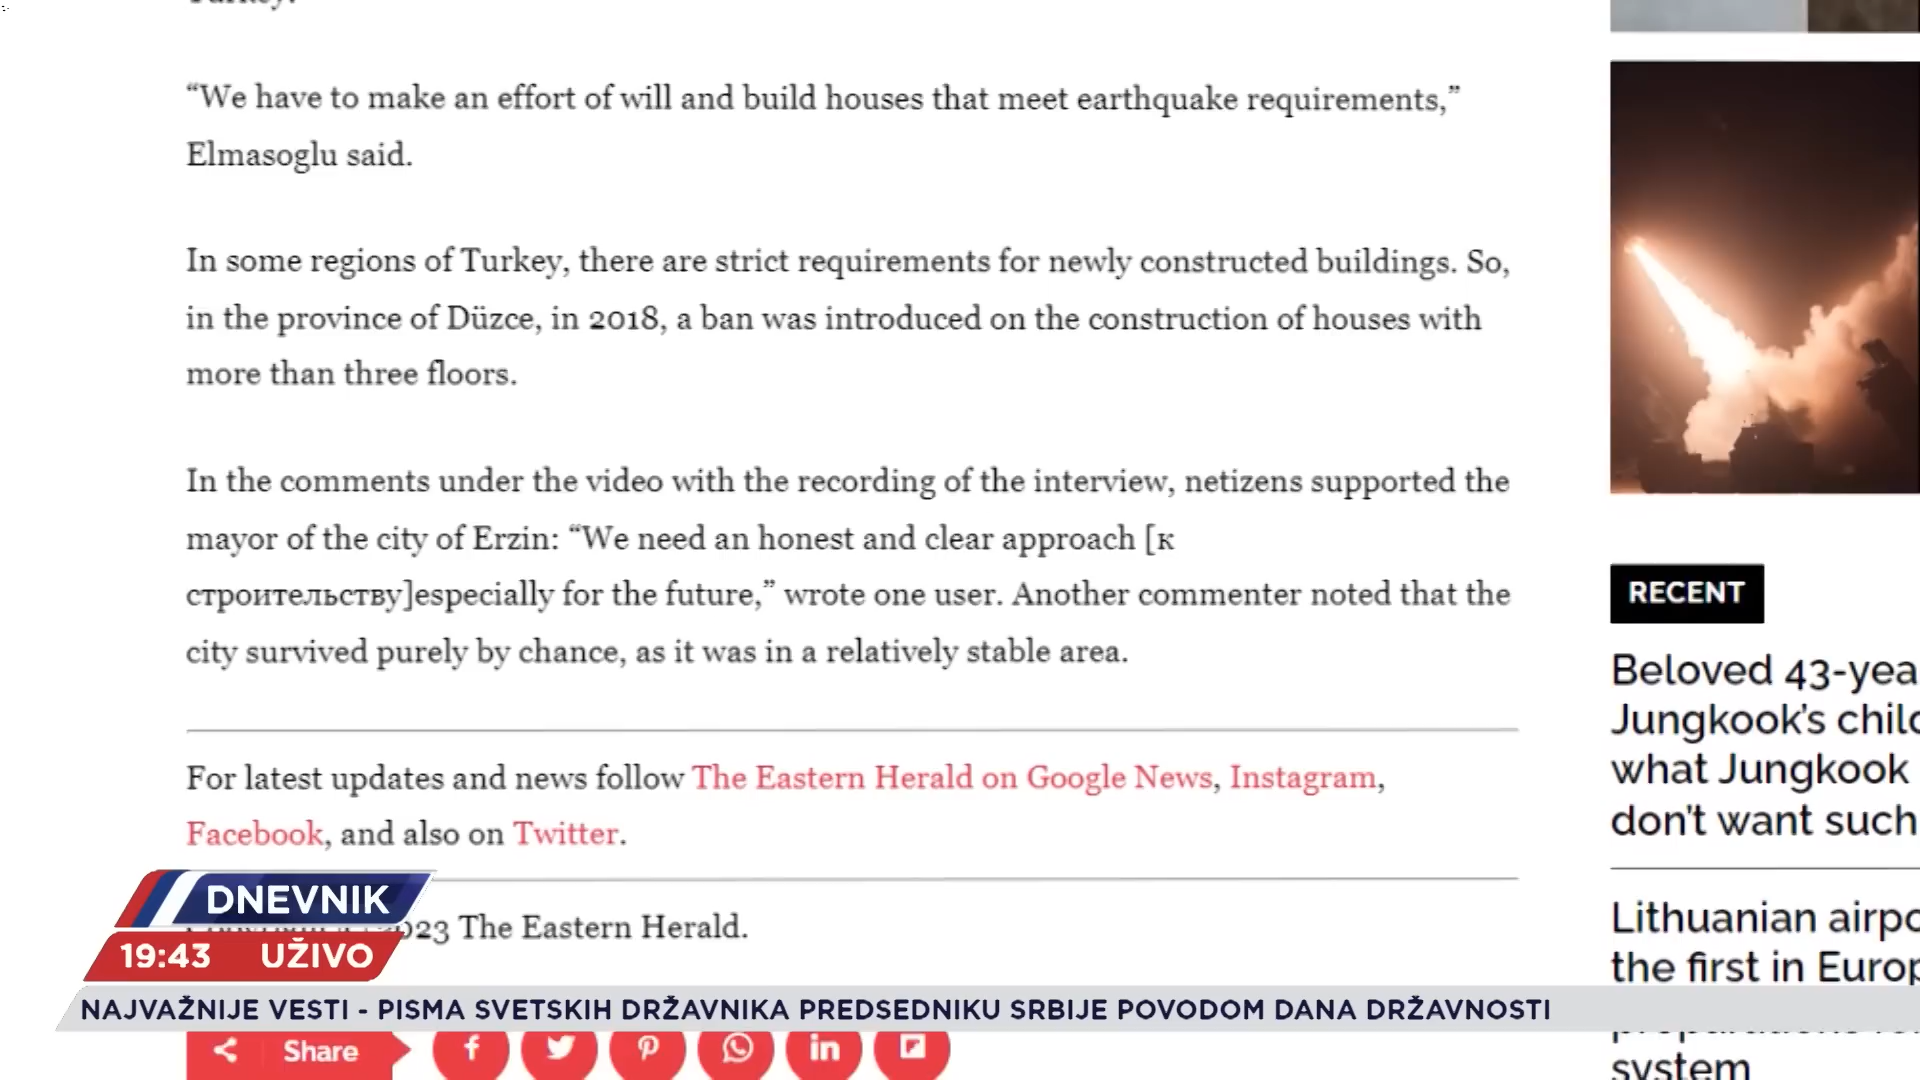 Turkey.
“We have to make an effort of will and build houses that meet earthquake requirements,”
Elmasoglu said.
In some regions of Turkey, there are strict requirements for newly constructed buildings. So,
in the province of Düzce, in 2018, a ban was introduced on the construction of houses with
more than three floors.
In the comments under the video with the recording of the interview, netizens supported the
mayor of the city of Erzin: “We need an honest and clear approach [к
строительству]especially for the future,” wrote one user. Another commenter noted that the
city survived purely by chance, as it was in a relatively stable area.
For latest updates and news follow The Eastern Herald on Google News, Instagram,
Facebook, and also on Twitter.
2023 The Eastern Herald.
Share
RECENT
Beloved 43-yea
Jungkook's chil
what Jungkook
don't want such
Lithuanian airpo
the first in Europ
system
DNEVNIK
19:43 UŽIVO
NAJVAŽNIJE VESTI - PISMA SVETSKIH DRŽAVNIKA PREDSEDNIKU SRBIJE POVODOM DANA DRŽAVNOSTI